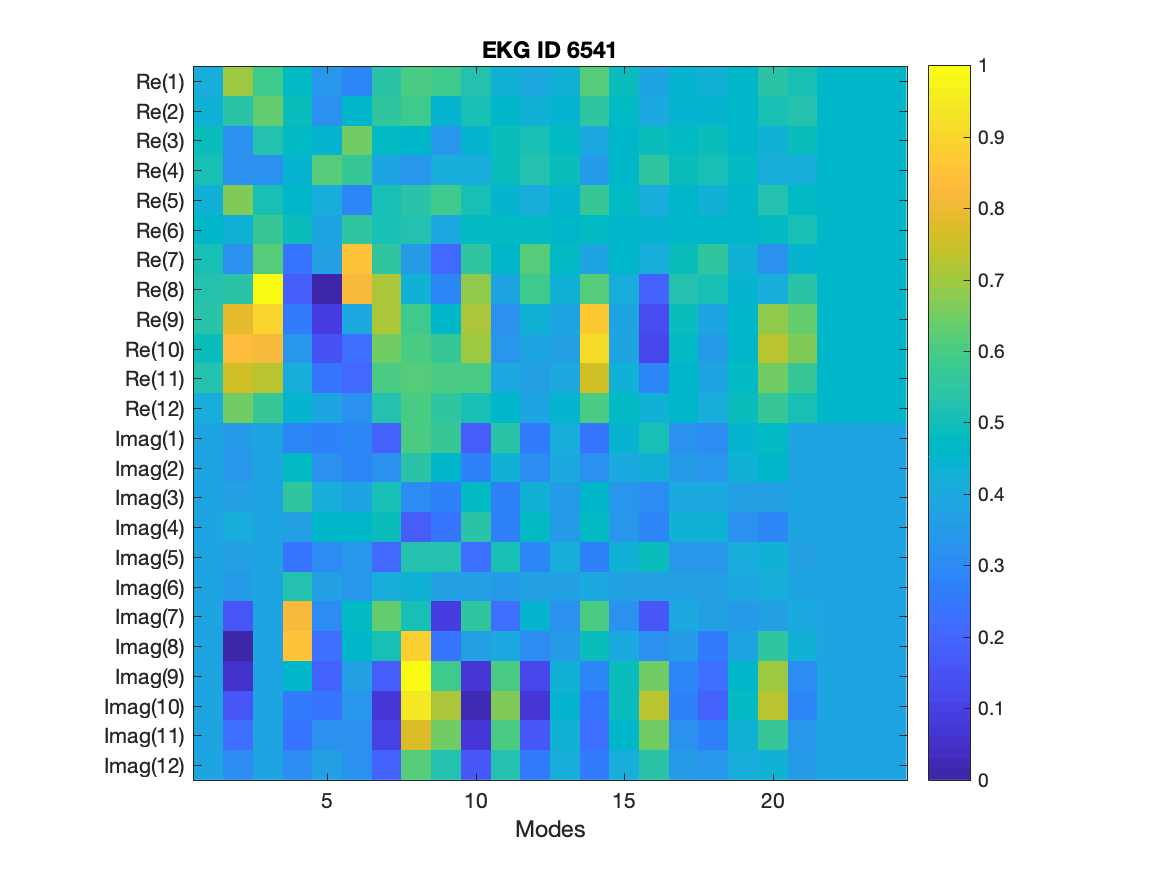 EKG ID 6541
Re(1)
Re(2)
Re(3)
Re(4)
Re(5)
Re(6)
Re(7)
Re(8)
Re(9)
Re(10)
Re(11)
Re(12)
Imag(1)
Imag(2)
Imag(3)
Imag(4)
Imag(5)
Imag(6)
Imag(7)
Imag(8)
Imag(9)
Imag(10)
Imag(11)
Imag(12)
5 10 15 20
Modes
1
0.9
0.8
0.7
0.6
0.5
0.4
0.3
0.2
0.1
0